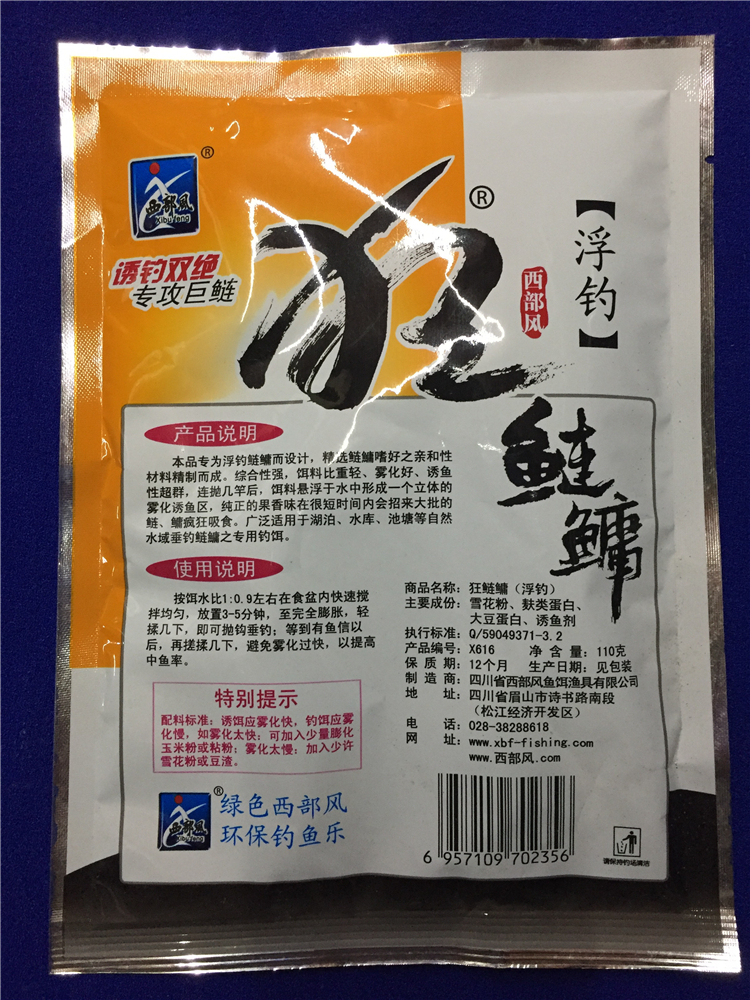 西部风
Xibufeng
®
诱钓双绝
专攻巨鲢
狂
®
西部风
【浮钓】
鲢鳙
产品说明
本品专为浮钓鲢鳙而设计，精选鲢鳙嗜好之亲和性
材料精制而成。综合性强，饵料比重轻、雾化好、诱鱼
性超群，连抛几竿后，饵料悬浮于水中形成一个立体的
雾化诱鱼区，纯正的果香味在很短时间内会招来大批的
鲢、鳙疯狂吸食。广泛适用于湖泊、水库、池塘等自然
水域垂钓鲢鳙之专用钓饵。
使用说明
按饵水比1:0.9左右在食盆内快速搅
拌均匀，放置3-5分钟，至完全膨胀，轻
揉几下，即可抛钩垂钓；等到有鱼信以
后，再搓揉几下，避免雾化过快，以提高
中鱼率。
特别提示
配料标准：诱饵应雾化快，钓饵应雾
化慢，如雾化太快：可加入少量膨化
玉米粉或粘粉；雾化太慢：加入少许
雪花粉或豆渣。
商品名称：狂鲢鳙（浮钓）
主要成份：雪花粉、麸类蛋白、
大豆蛋白、诱鱼剂
执行标准：Q/59049371-3.2
产品编号：X616 净含量：110克
保质期：12个月 生产日期：见包装
制造商：四川省西部风鱼饵渔具有限公司
地址：四川省眉山市诗书路南段
（松江经济开发区）
电话：028-38288618
网址：www.xbf-fishing.com
www.西部风.com
西部风
Xibufeng
®
绿色西部风
环保钓鱼乐
6 957109 702356
请保持钓场清洁